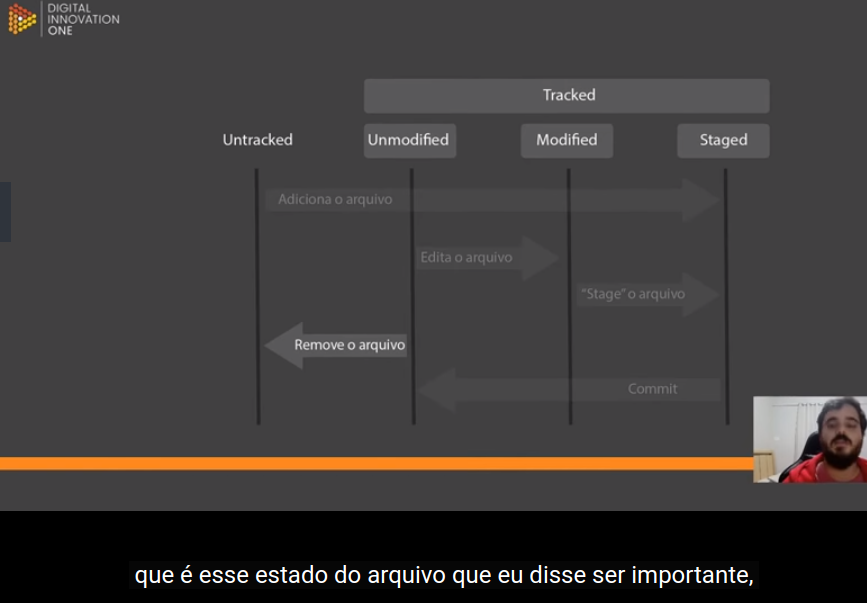 DIGITAL
INNOVATION
ONE
Tracked
Untracked
Unmodified
Modified
Staged
Adiciona o arquivo
Edita o arquivo
"Stage" o arquivo
Remove o arquivo
Commit
que é esse estado do arquivo que eu disse ser importante,